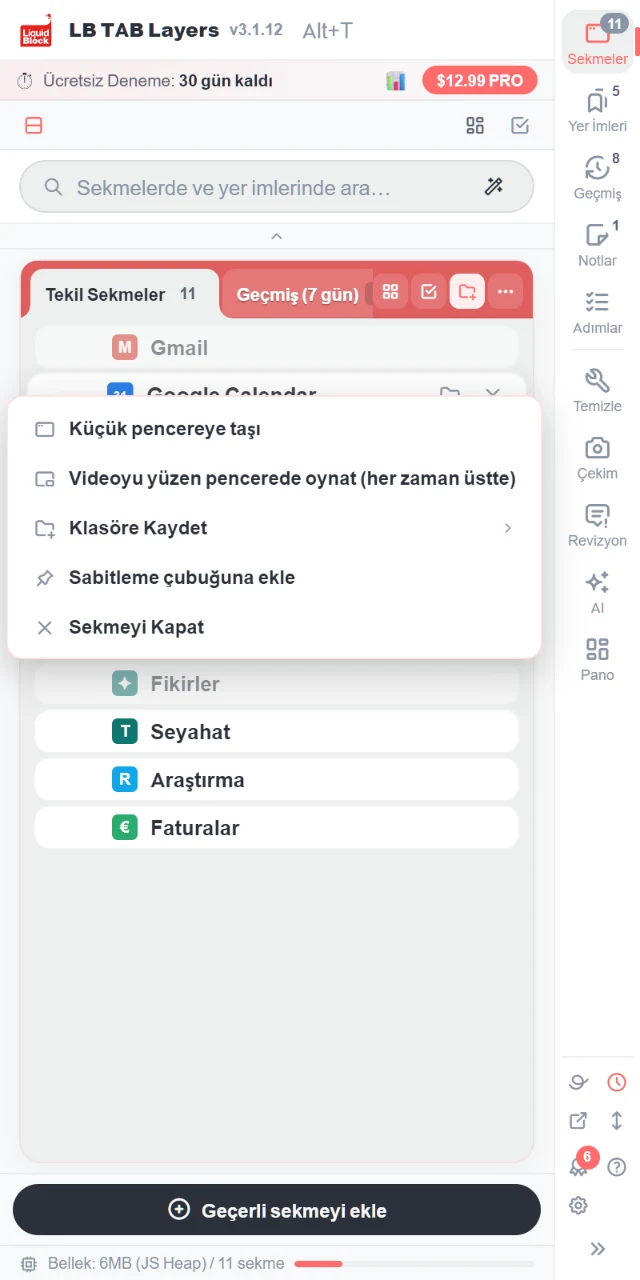 Liquid Block
LB TAB Layers v3.1.12 Alt+T
Ücretsiz Deneme: 30 gün kaldı
$12.99 PRO
Sekmelerde ve yer imlerinde ara…
Tekil Sekmeler 11
Geçmiş (7 gün)
M Gmail
Google Calendar
Küçük pencereye taşı
Videoyu yüzen pencerede oynat (her zaman üstte)
Klasöre Kaydet
Sabitleme çubuğuna ekle
Sekmeyi Kapat
Fikirler
T Seyahat
R Araştırma
€ Faturalar
Geçerli sekmeyi ekle
Bellek: 6MB (JS Heap) / 11 sekme
11
Sekmeler
5
Yer İmleri
8
Geçmiş
1
Notlar
Adımlar
Temizle
Çekim
Revizyon
AI
Pano
6